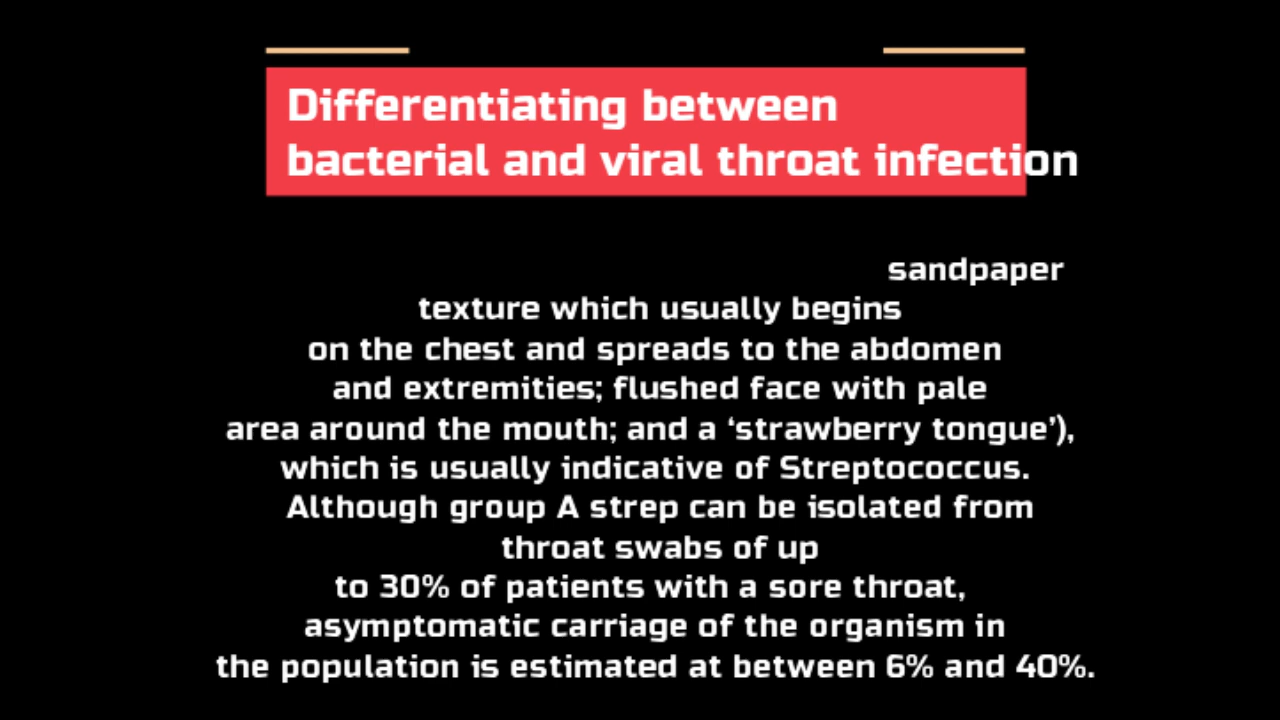 Differentiating between
bacterial and viral throat infection
sandpaper
texture which usually begins
on the chest and spreads to the abdomen
and extremities; flushed face with pale
area around the mouth; and a ‘strawberry tongue’),
which is usually indicative of Streptococcus.
Although group A strep can be isolated from
throat swabs of up
to 30% of patients with a sore throat,
asymptomatic carriage of the organism in
the population is estimated at between 6% and 40%.